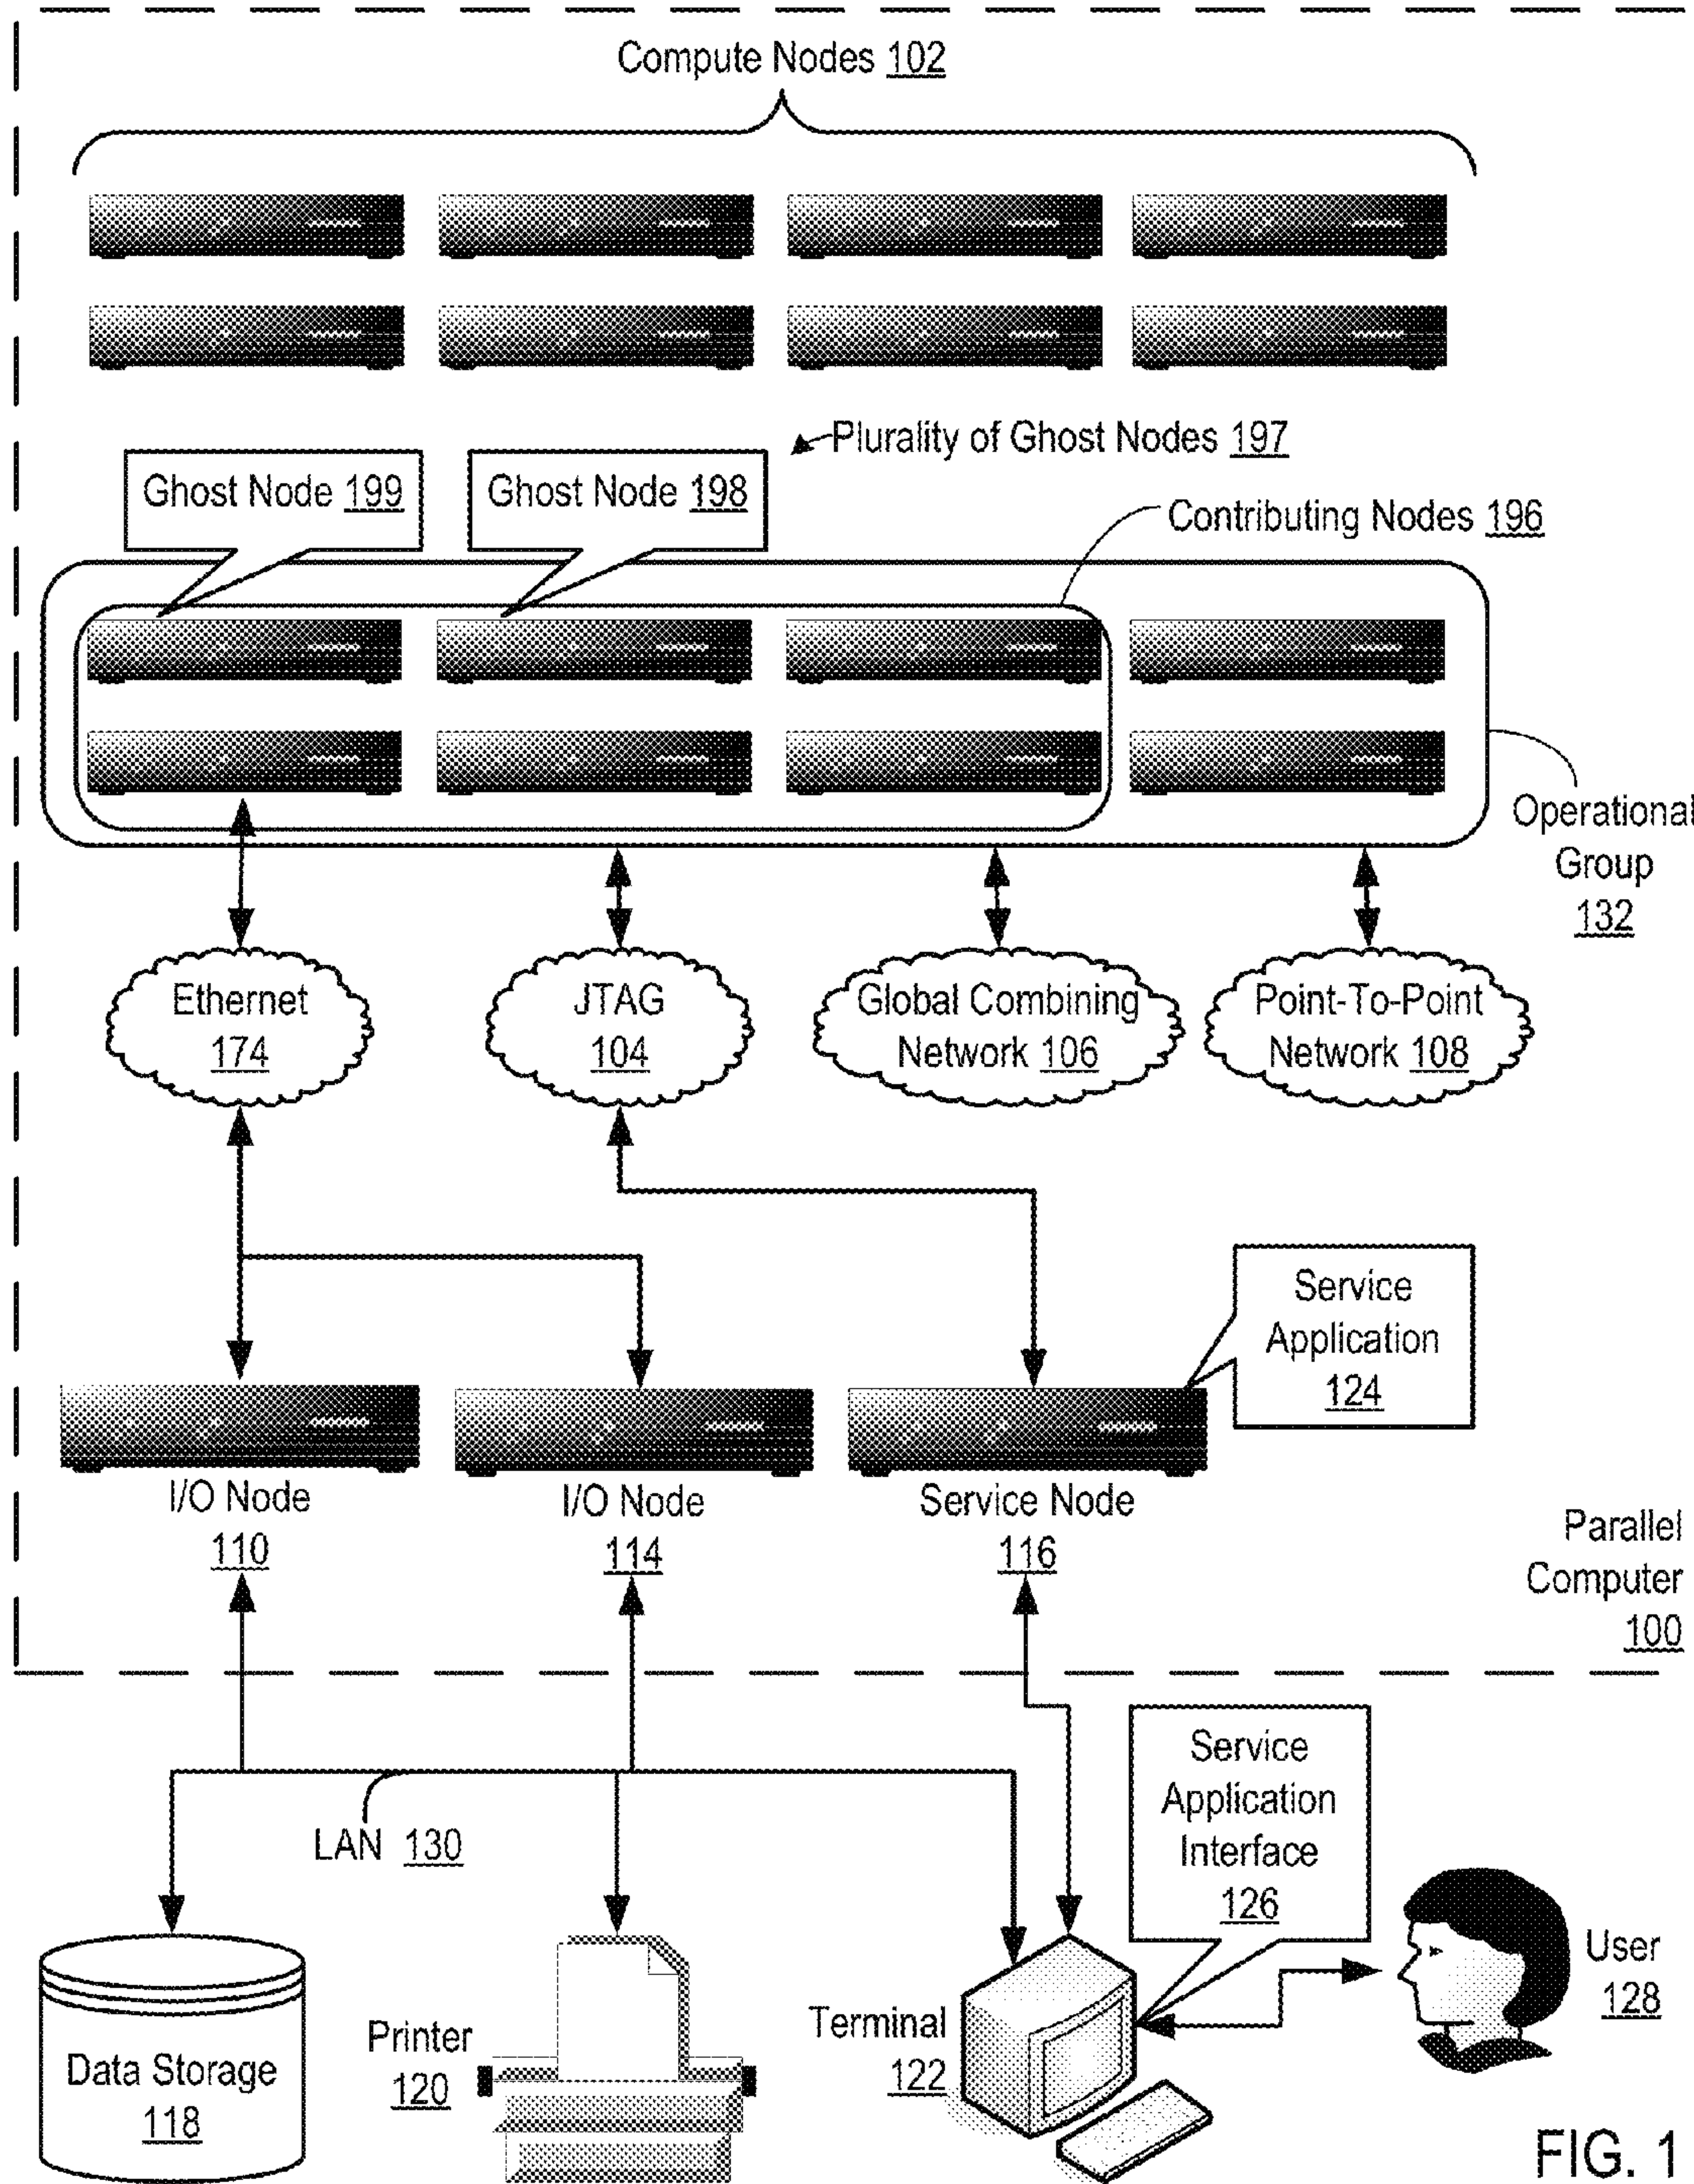 Compute Nodes 102
Plurality of Ghost Nodes 197
Ghost Node 199
Ghost Node 198
Contributing Nodes 196
Operational
Group
132
Ethernet
174
JTAG
104
Global Combining
Network 106
Point-To-Point
Network 108
Service
Application
124
I/O Node
110
I/O Node
114
Service Node
116
Parallel
Computer
100
Service
Application
Interface
126
LAN 130
Data Storage
118
Printer
120
Terminal
122
User
128
FIG. 1